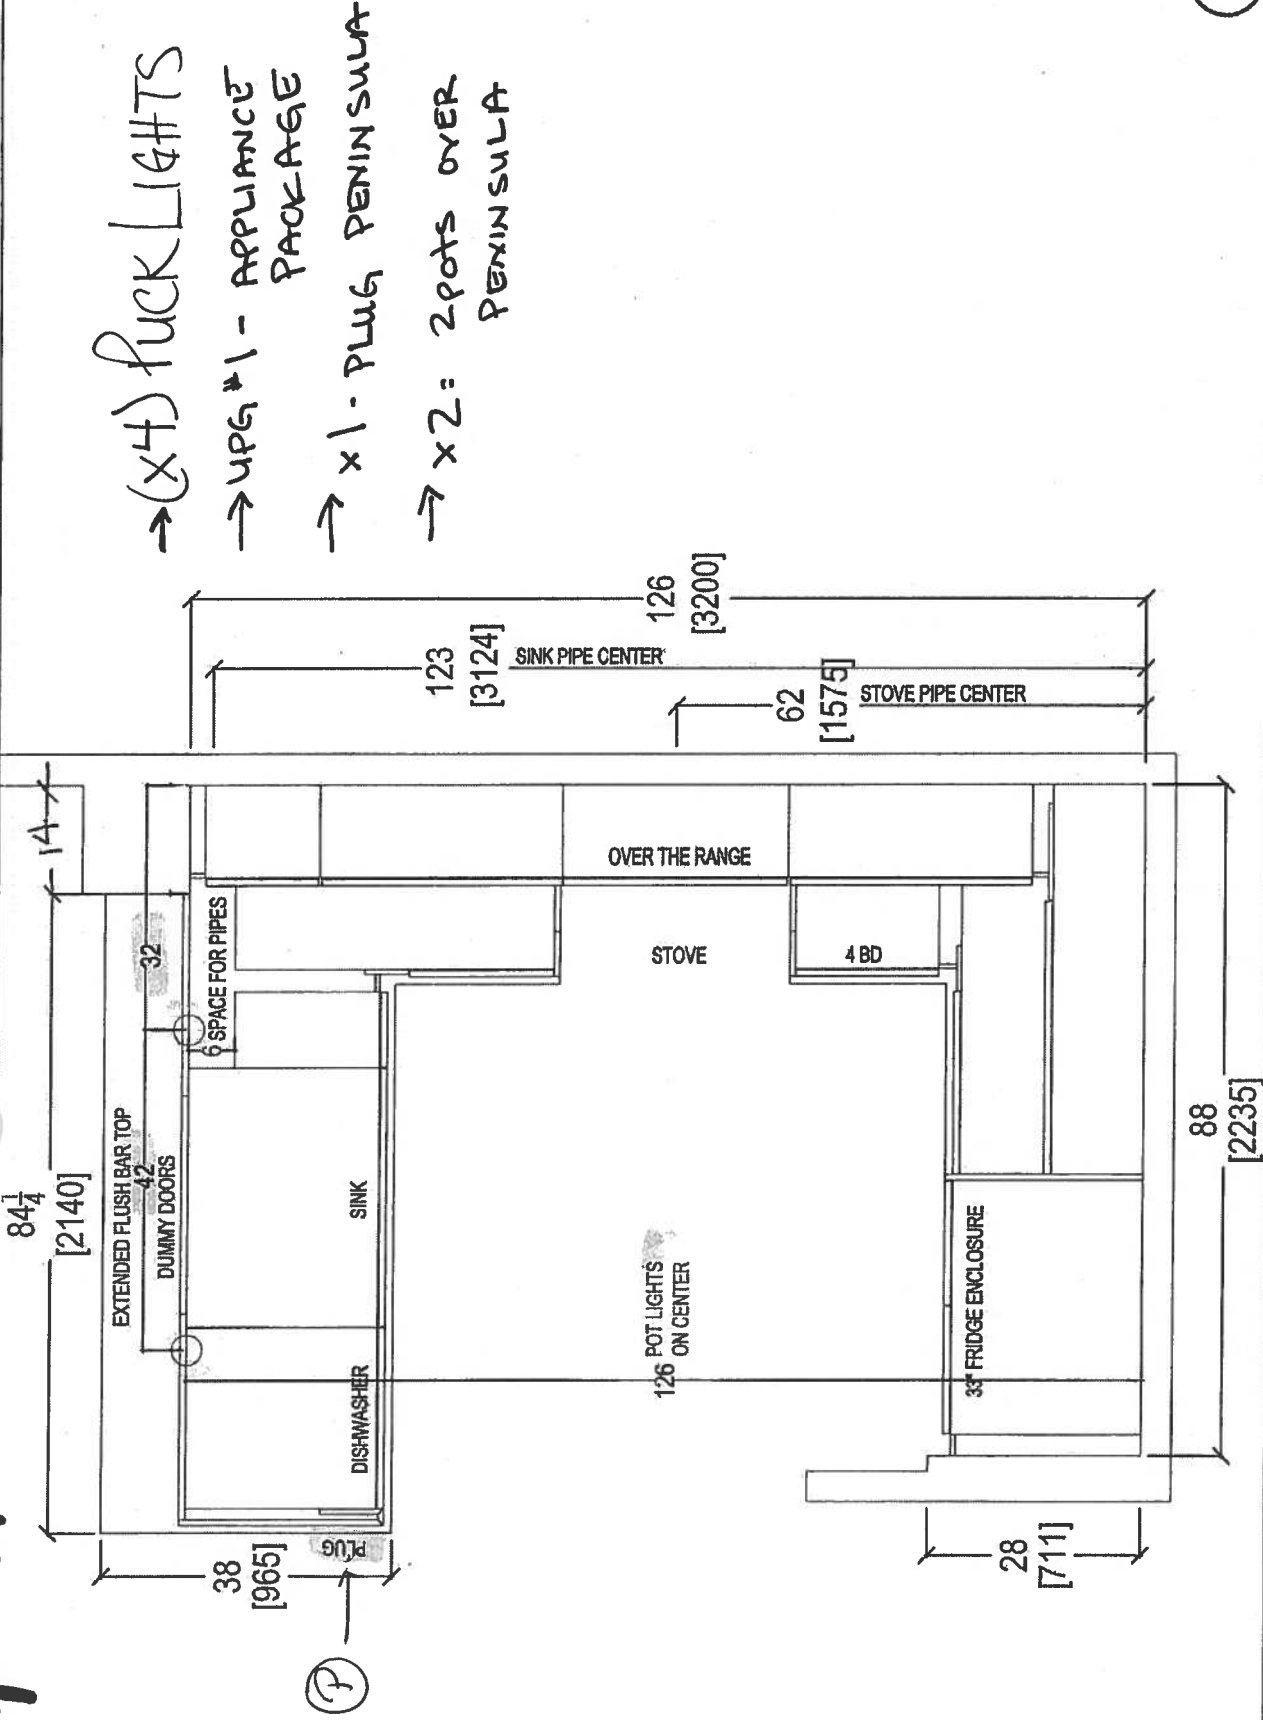 →(x4) PUCK LIGHTS
→ UPG #1 - APPLIANCE
PACKAGE
→ x1 - PLUG PENINSULA
→ x2 = 2 POTS OVER
PENINSULA
84 1/4
[2140]
14
EXTENDED FLUSH BAR TOP
42
32
DUMMY DOORS
6 SPACE FOR PIPES
SINK
DISHWASHER
PLUG
38
[965]
P
OVER THE RANGE
STOVE
4 BD
126
[3200]
123
[3124]
SINK PIPE CENTER
62
[1575]
STOVE PIPE CENTER
126
POT LIGHTS
ON CENTER
33" FRIDGE ENCLOSURE
28
[711]
88
[2235]